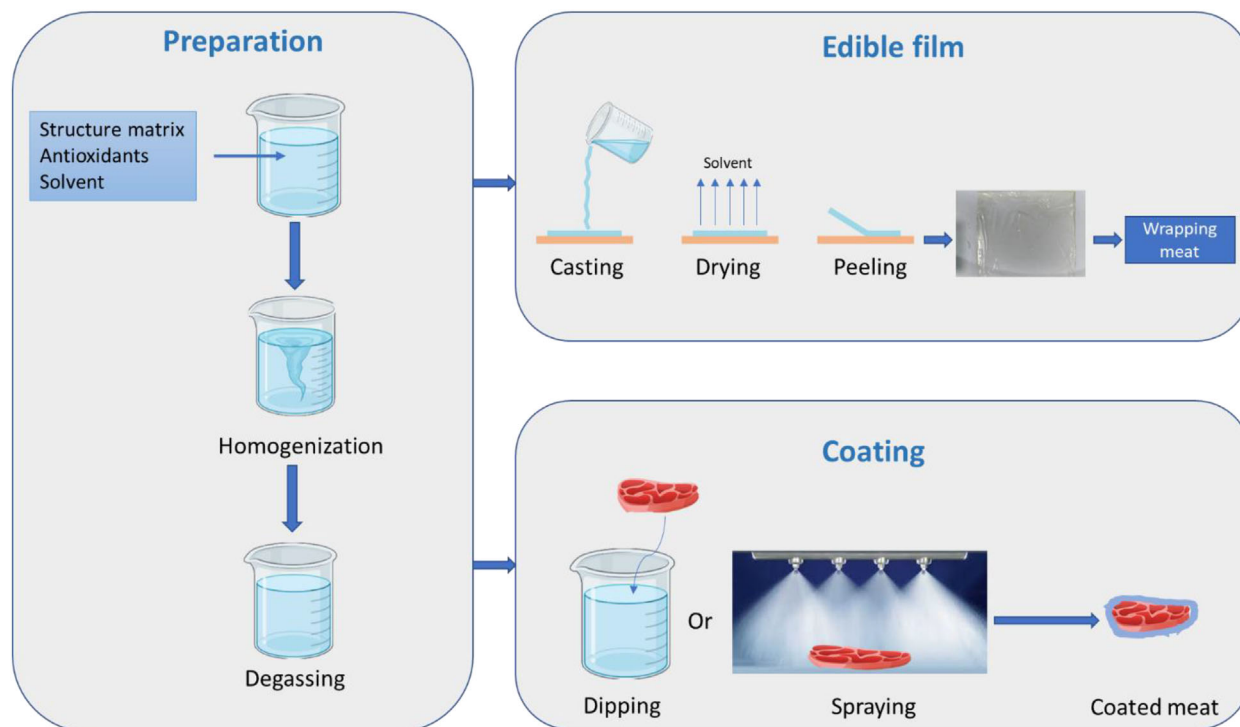 Preparation
Structure matrix
Antioxidants
Solvent
Homogenization
Degassing
Edible film
Solvent
Casting
Drying
Peeling
Wrapping
meat
Coating
Or
Dipping
Spraying
Coated meat